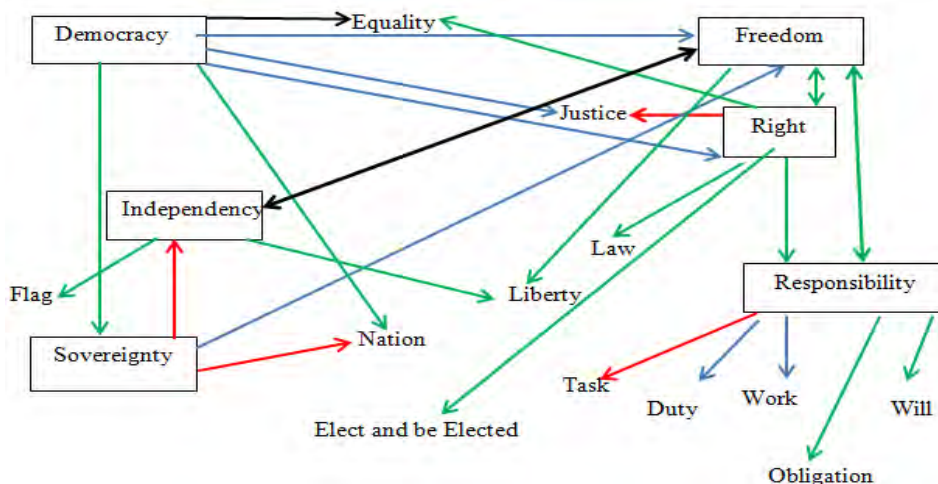 Equality
Democracy
Freedom
Justice
Right
Independency
Law
Responsibility
Flag
Liberty
Nation
Sovereignty
Task
Duty
Work
Will
Elect and be Elected
Obligation